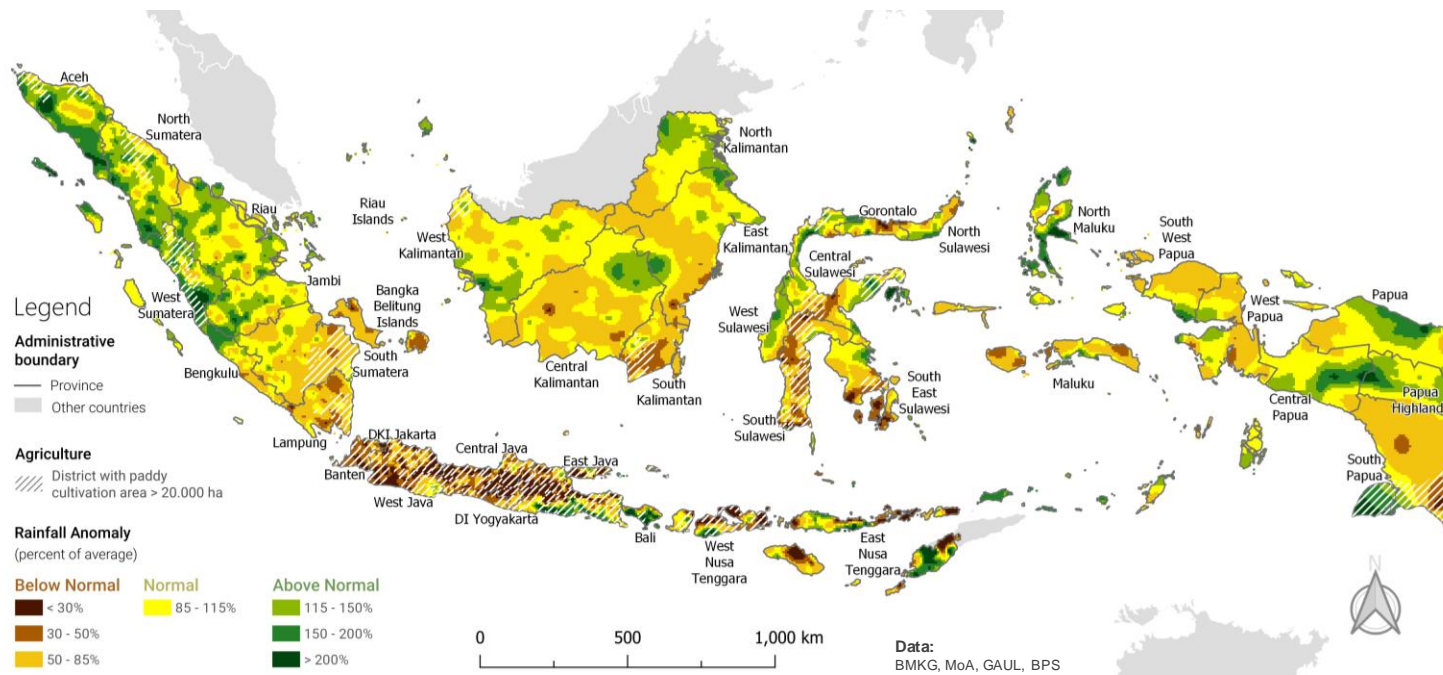 Aceh
North
Sumatera
Riau
Riau
Islands
Jambi
West
Sumatera
Bangka
Belitung
Islands
South
Sumatera
Bengkulu
Lampung
West
Kalimantan
North
Kalimantan
East
Kalimantan
Central
Kalimantan
South
Kalimantan
Gorontalo
North
Sulawesi
Central
Sulawesi
West
Sulawesi
South East
Sulawesi
South
Sulawesi
North
Maluku
Maluku
South
West
Papua
West
Papua
Papua
Central
Papua
Papua
Highland
South
Papua
DKI Jakarta
Banten
West Java
Central Java
DI Yogyakarta
East Java
Bali
West
Nusa
Tenggara
East
Nusa
Tenggara
Legend
Administrative
boundary
Province
Other countries
Agriculture
District with paddy
cultivation area > 20.000 ha
Rainfall Anomaly
(percent of average)
Below Normal
< 30%
30 - 50%
50 - 85%
Normal
85 - 115%
Above Normal
115 - 150%
150 - 200%
> 200%
0 500 1,000 km
Data:
BMKG, MoA, GAUL, BPS
N